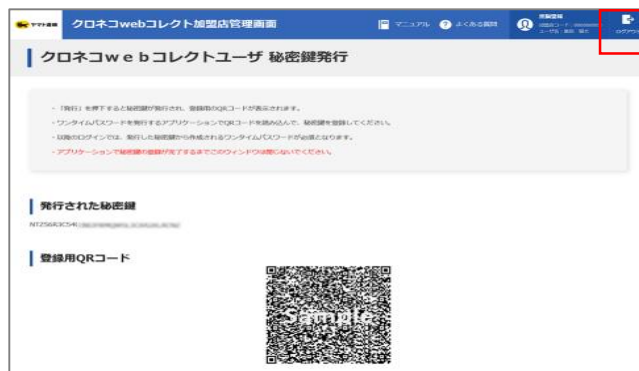 ヤマト運輸 クロネコwebコレクト加盟店管理画面 マニュアル よくある質問 ログアウト
クロネコｗｅｂコレクトユーザ 秘密鍵発行
・「発行」を押下すると秘密鍵が発行され、登録用のQRコードが表示されます。
・ワンタイムパスワードを発行するアプリケーションでQRコードを読み込んで、秘密鍵を登録してください。
・以降のログインでは、発行した秘密鍵から作成されるワンタイムパスワードが必須となります。
・アプリケーションで秘密鍵の登録が完了するまでこのウィンドウは閉じないでください。
発行された秘密鍵
登録用QRコード
Sample